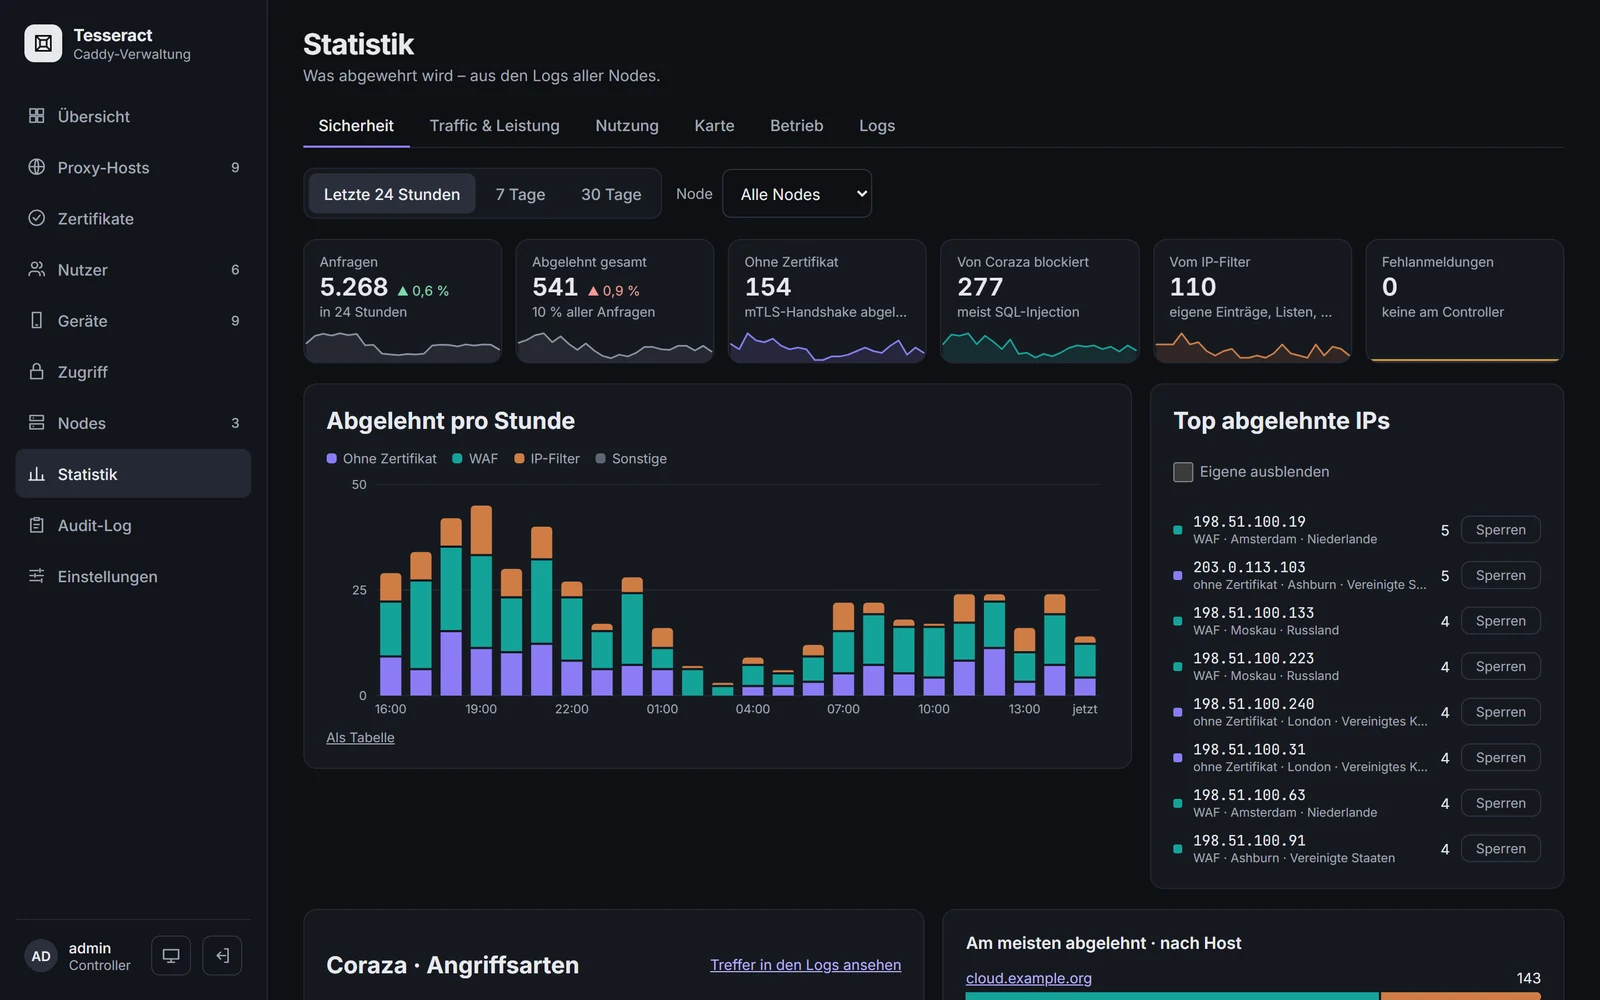 Tesseract
Caddy-Verwaltung
Übersicht
Proxy-Hosts 9
Zertifikate
Nutzer 6
Geräte 9
Zugriff
Nodes 3
Statistik
Audit-Log
Einstellungen
AD
admin
Controller
Statistik
Was abgewehrt wird – aus den Logs aller Nodes.
Sicherheit Traffic & Leistung Nutzung Karte Betrieb Logs
Letzte 24 Stunden 7 Tage 30 Tage Node Alle Nodes
Anfragen
5.268 ▲ 0,6 %
in 24 Stunden
Abgelehnt gesamt
541 ▲ 0,9 %
10 % aller Anfragen
Ohne Zertifikat
154
mTLS-Handshake abgel...
Von Coraza blockiert
277
meist SQL-Injection
Vom IP-Filter
110
eigene Einträge, Listen, ...
Fehlanmeldungen
0
keine am Controller
Abgelehnt pro Stunde
Ohne Zertifikat WAF IP-Filter Sonstige
50
25
0
16:00 19:00 22:00 01:00 04:00 07:00 10:00 13:00 jetzt
Als Tabelle
Top abgelehnte IPs
Eigene ausblenden
198.51.100.19 5 Sperren
WAF · Amsterdam · Niederlande
203.0.113.103 5 Sperren
ohne Zertifikat · Ashburn · Vereinigte S...
198.51.100.133 4 Sperren
WAF · Moskau · Russland
198.51.100.223 4 Sperren
WAF · Moskau · Russland
198.51.100.240 4 Sperren
ohne Zertifikat · London · Vereinigtes K...
198.51.100.31 4 Sperren
ohne Zertifikat · London · Vereinigtes K...
198.51.100.63 4 Sperren
WAF · Amsterdam · Niederlande
198.51.100.91 4 Sperren
WAF · Ashburn · Vereinigte Staaten
Coraza · Angriffsarten Treffer in den Logs ansehen
Am meisten abgelehnt · nach Host
cloud.example.org 143